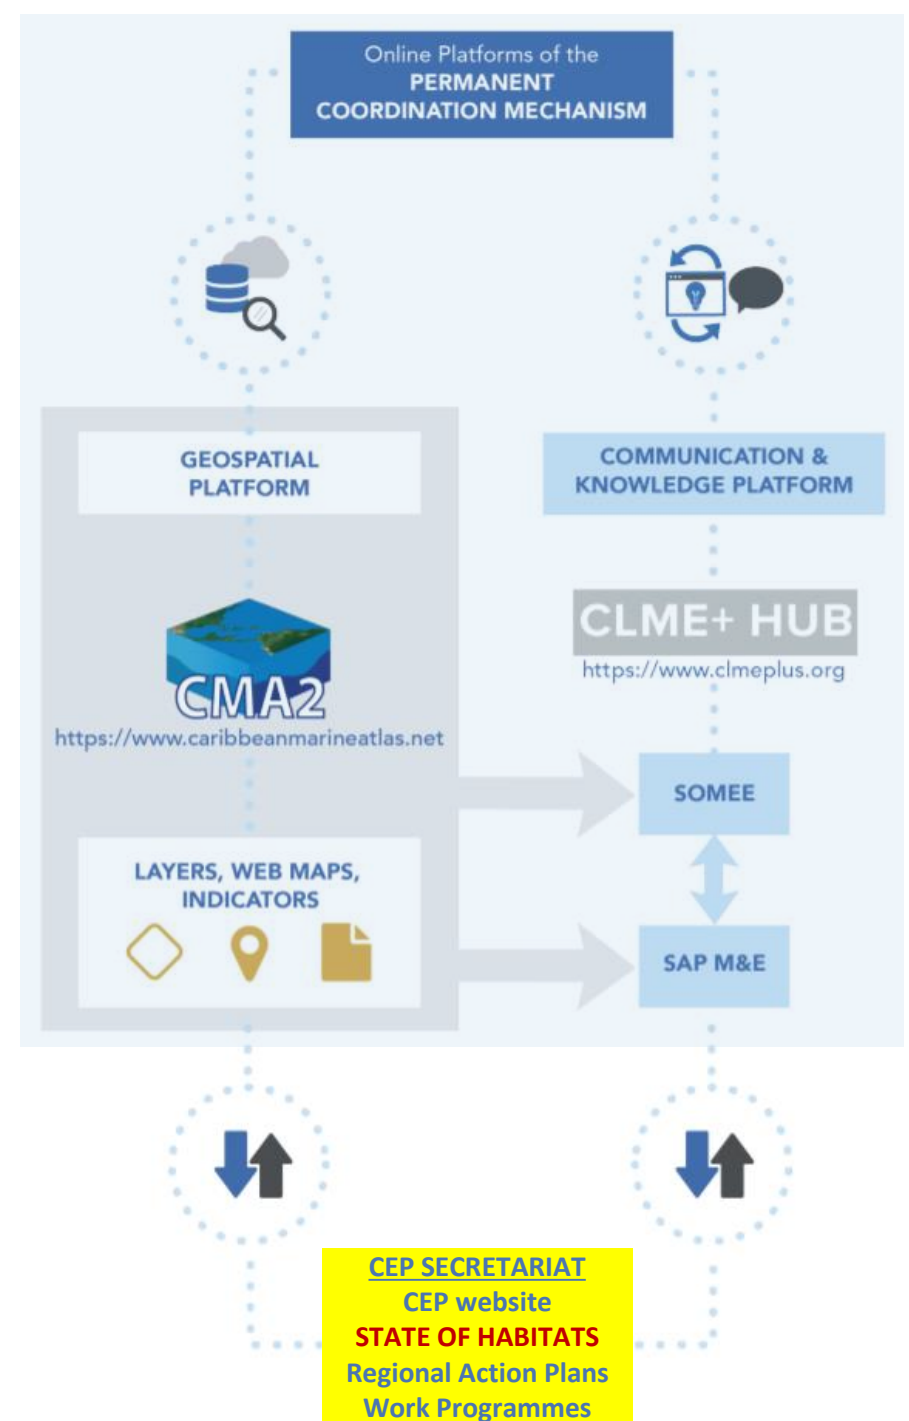 Online Platforms of the
PERMANENT
COORDINATION MECHANISM
GEOSPATIAL
PLATFORM
CMA2
https://www.caribbeanmarineatlas.net
LAYERS, WEB MAPS,
INDICATORS
COMMUNICATION &
KNOWLEDGE PLATFORM
CLME+ HUB
https://www.clmeplus.org
SOMEE
SAP M&E
CEP SECRETARIAT
CEP website
STATE OF HABITATS
Regional Action Plans
Work Programmes